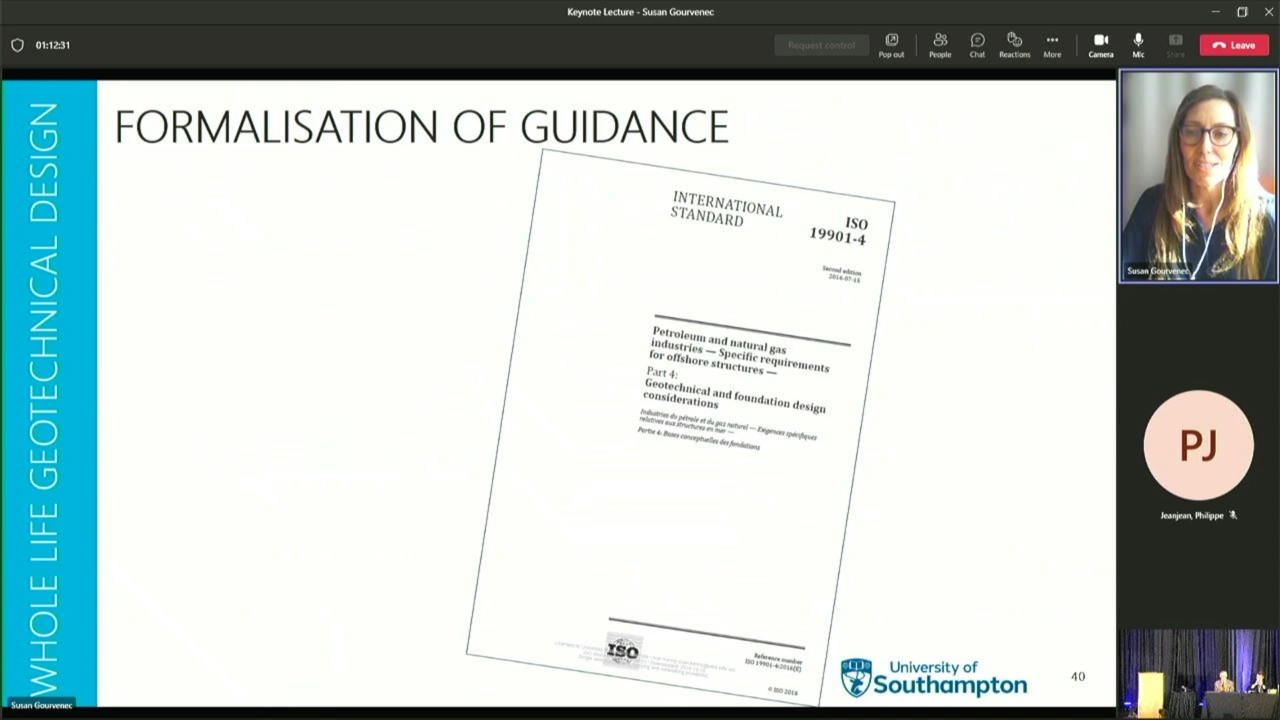 Keynote Lecture - Susan Gourvenec
01:12:31
Request control
Pop out
People
Chat
Reactions
More
Camera
Mic
Share
Leave
WHOLE LIFE GEOTECHNICAL DESIGN
FORMALISATION OF GUIDANCE
INTERNATIONAL
STANDARD
ISO
19901-4
Second edition
2016-07-15
Petroleum and natural gas
industries — Specific requirements
for offshore structures —
Part 4:
Geotechnical and foundation design
considerations
Industries du pétrole et du gaz naturel — Exigences spécifiques
relatives aux structures en mer —
Partie 4: Bases conceptuelles des fondations
ISO
Reference number
ISO 19901-4:2016(E)
© ISO 2016
University of
Southampton
40
Susan Gourvenec
Susan Gourvenec
PJ
Jeanjean, Philippe